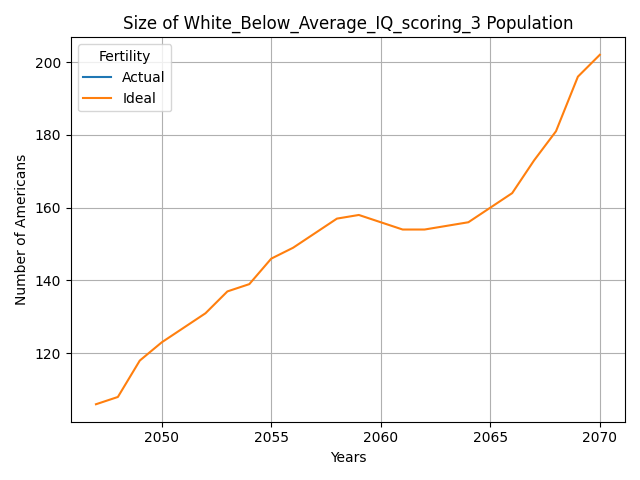 Size of White_Below_Average_IQ_scoring_3 Population
Fertility
Actual
Ideal
Number of Americans
200
180
160
140
120
2050 2055 2060 2065 2070
Years